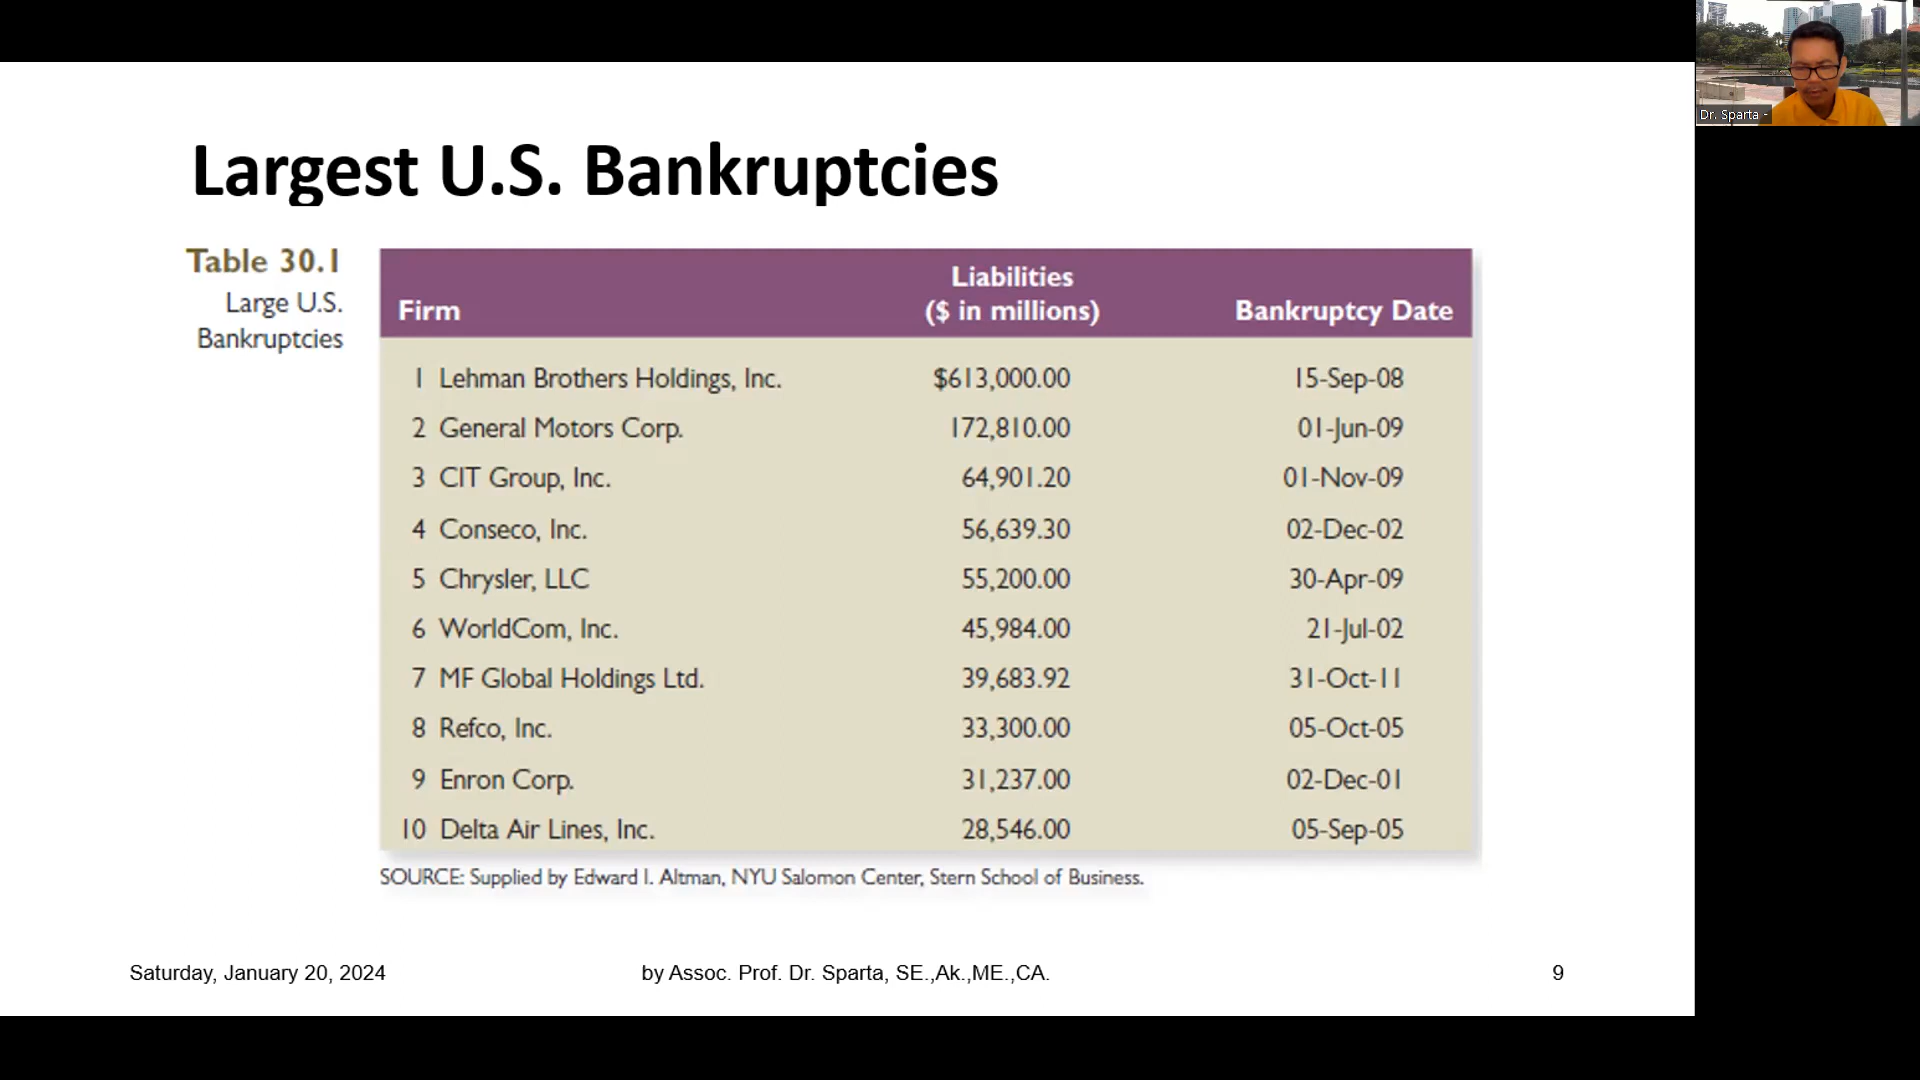 Dr. Sparta -
Largest U.S. Bankruptcies
Table 30.1
Large U.S.
Bankruptcies
Firm Liabilities ($ in millions) Bankruptcy Date
1 Lehman Brothers Holdings, Inc. $613,000.00 15-Sep-08
2 General Motors Corp. 172,810.00 01-Jun-09
3 CIT Group, Inc. 64,901.20 01-Nov-09
4 Conseco, Inc. 56,639.30 02-Dec-02
5 Chrysler, LLC 55,200.00 30-Apr-09
6 WorldCom, Inc. 45,984.00 21-Jul-02
7 MF Global Holdings Ltd. 39,683.92 31-Oct-11
8 Refco, Inc. 33,300.00 05-Oct-05
9 Enron Corp. 31,237.00 02-Dec-01
10 Delta Air Lines, Inc. 28,546.00 05-Sep-05
SOURCE: Supplied by Edward I. Altman, NYU Salomon Center, Stern School of Business.
Saturday, January 20, 2024 by Assoc. Prof. Dr. Sparta, SE.,Ak.,ME.,CA. 9